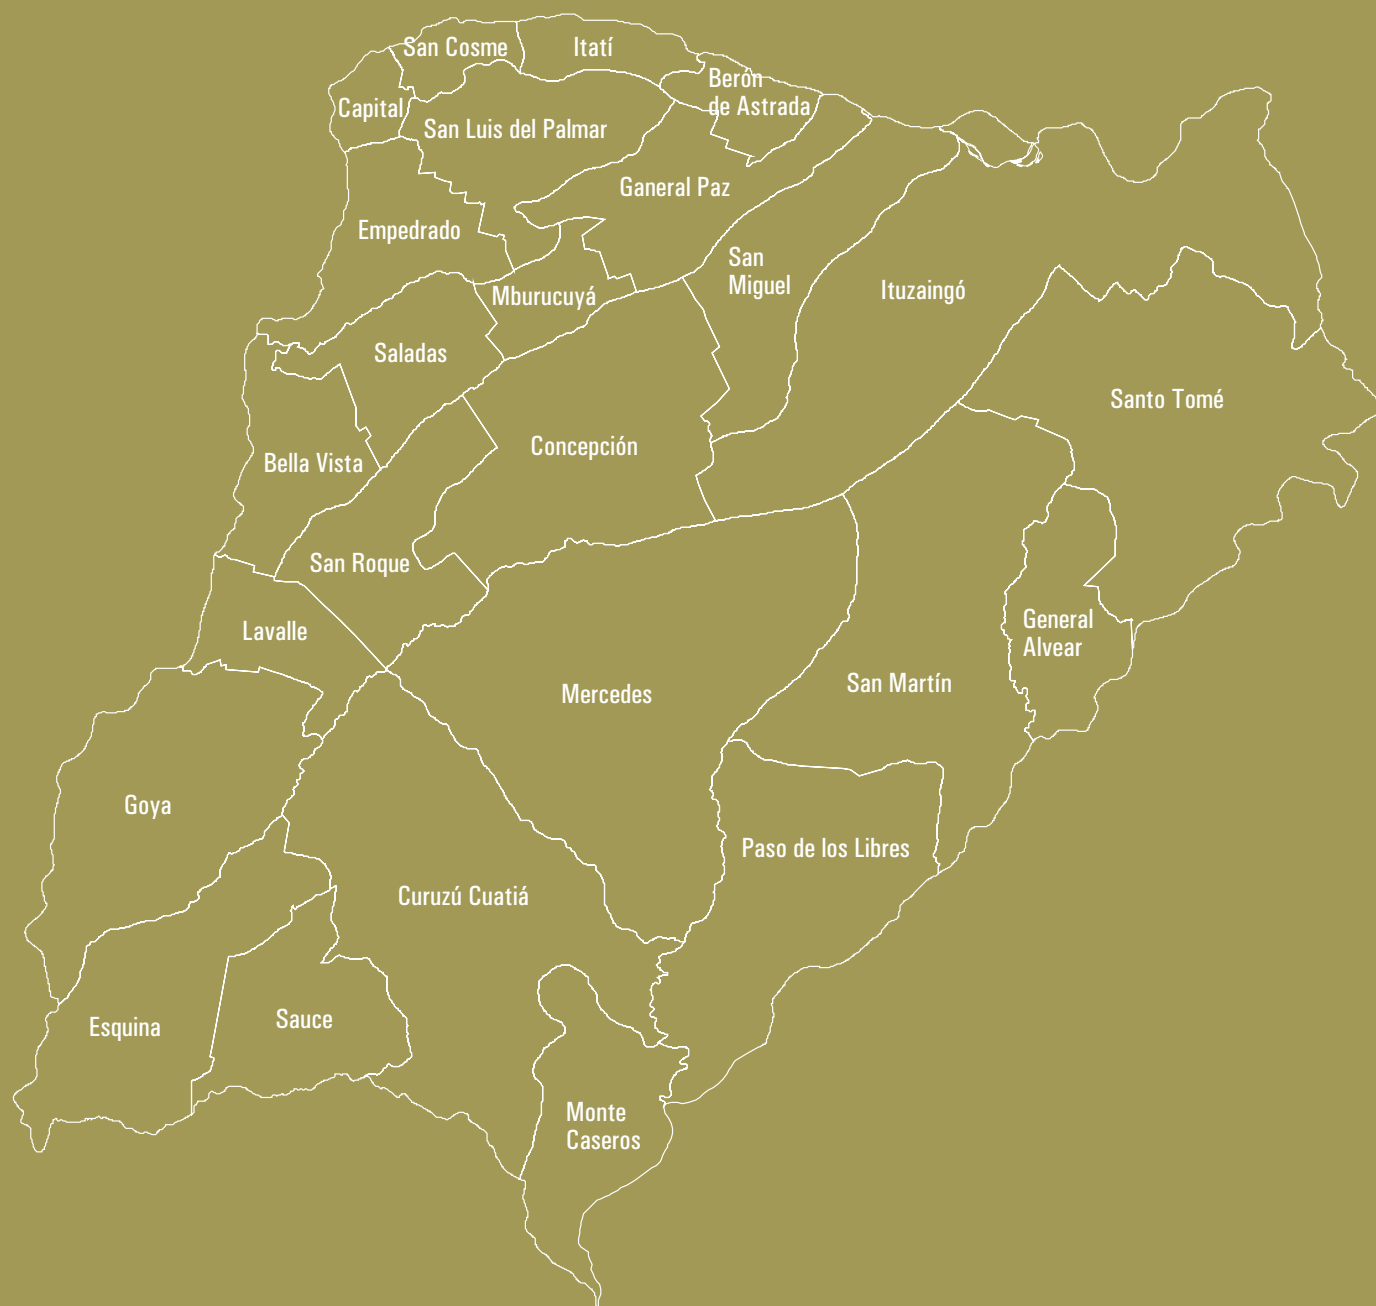 San Cosme
Itatí
Berón
de Astrada
Capital
San Luis del Palmar
Ganeral Paz
Empedrado
San
Miguel
Ituzaingó
Mburucuyá
Saladas
Santo Tomé
Concepción
Bella Vista
San Roque
General
Alvear
Lavalle
San Martín
Mercedes
Goya
Paso de los Libres
Curuzú Cuatiá
Sauce
Esquina
Monte
Caseros